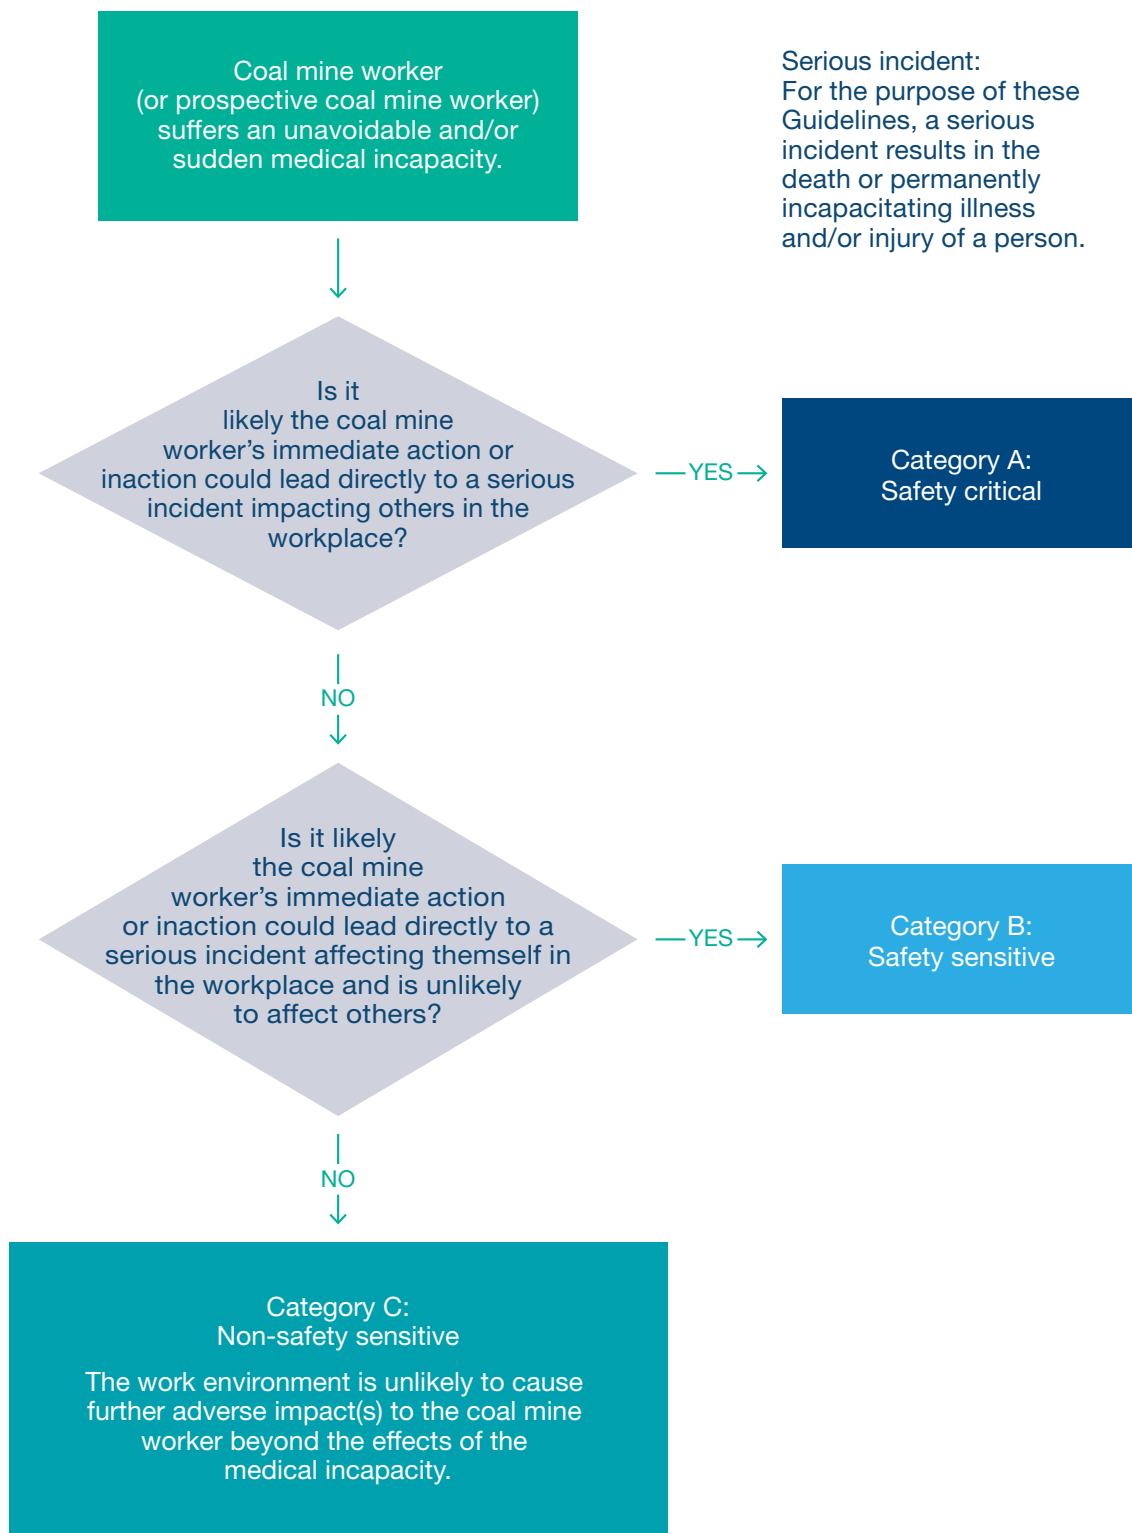 Coal mine worker
(or prospective coal mine worker)
suffers an unavoidable and/or
sudden medical incapacity.
Serious incident:
For the purpose of these
Guidelines, a serious
incident results in the
death or permanently
incapacitating illness
and/or injury of a person.
Is it
likely the coal mine
worker’s immediate action or
inaction could lead directly to a serious
incident impacting others in the
workplace?
YES
Category A:
Safety critical
NO
Is it likely
the coal mine
worker’s immediate action
or inaction could lead directly to a
serious incident affecting themself in
the workplace and is unlikely
to affect others?
YES
Category B:
Safety sensitive
NO
Category C:
Non-safety sensitive
The work environment is unlikely to cause
further adverse impact(s) to the coal mine
worker beyond the effects of the
medical incapacity.